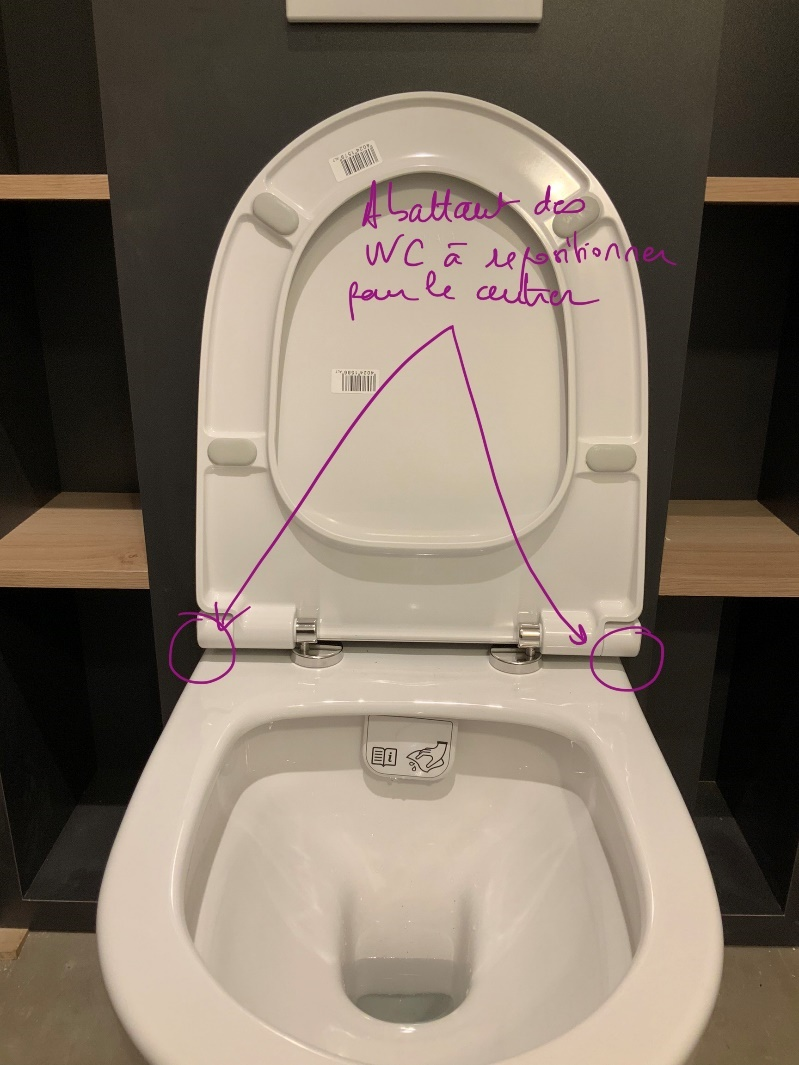 Abattant des
WC à repositionner
pour le centrer